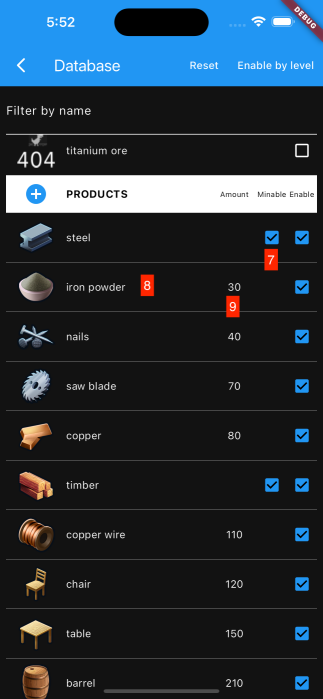 5:52
DEBUG
Database Reset Enable by level
Filter by name
404 titanium ore
PRODUCTS Amount Minable Enable
steel
7
iron powder 8 30
9
nails 40
saw blade 70
copper 80
timber
copper wire 110
chair 120
table 150
barrel 210